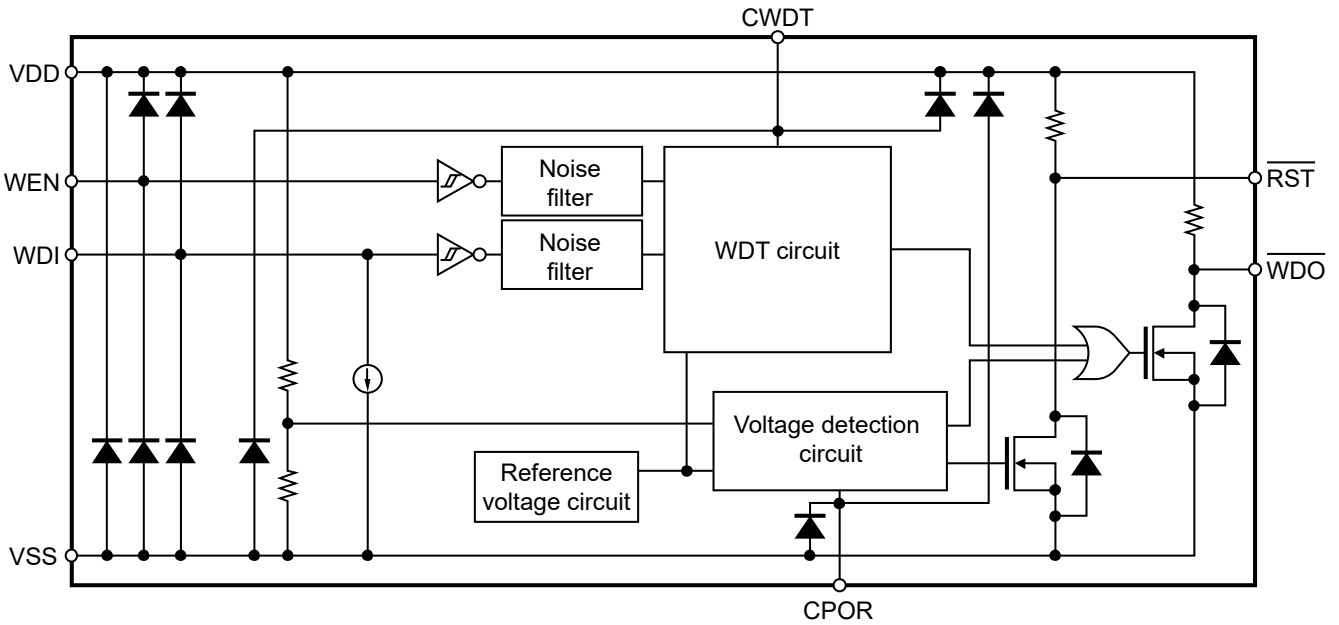 CWDT
VDD
WEN
WDI
VSS
Noise
filter
Noise
filter
WDT circuit
Voltage detection
circuit
Reference
voltage circuit
RST
WDO
CPOR